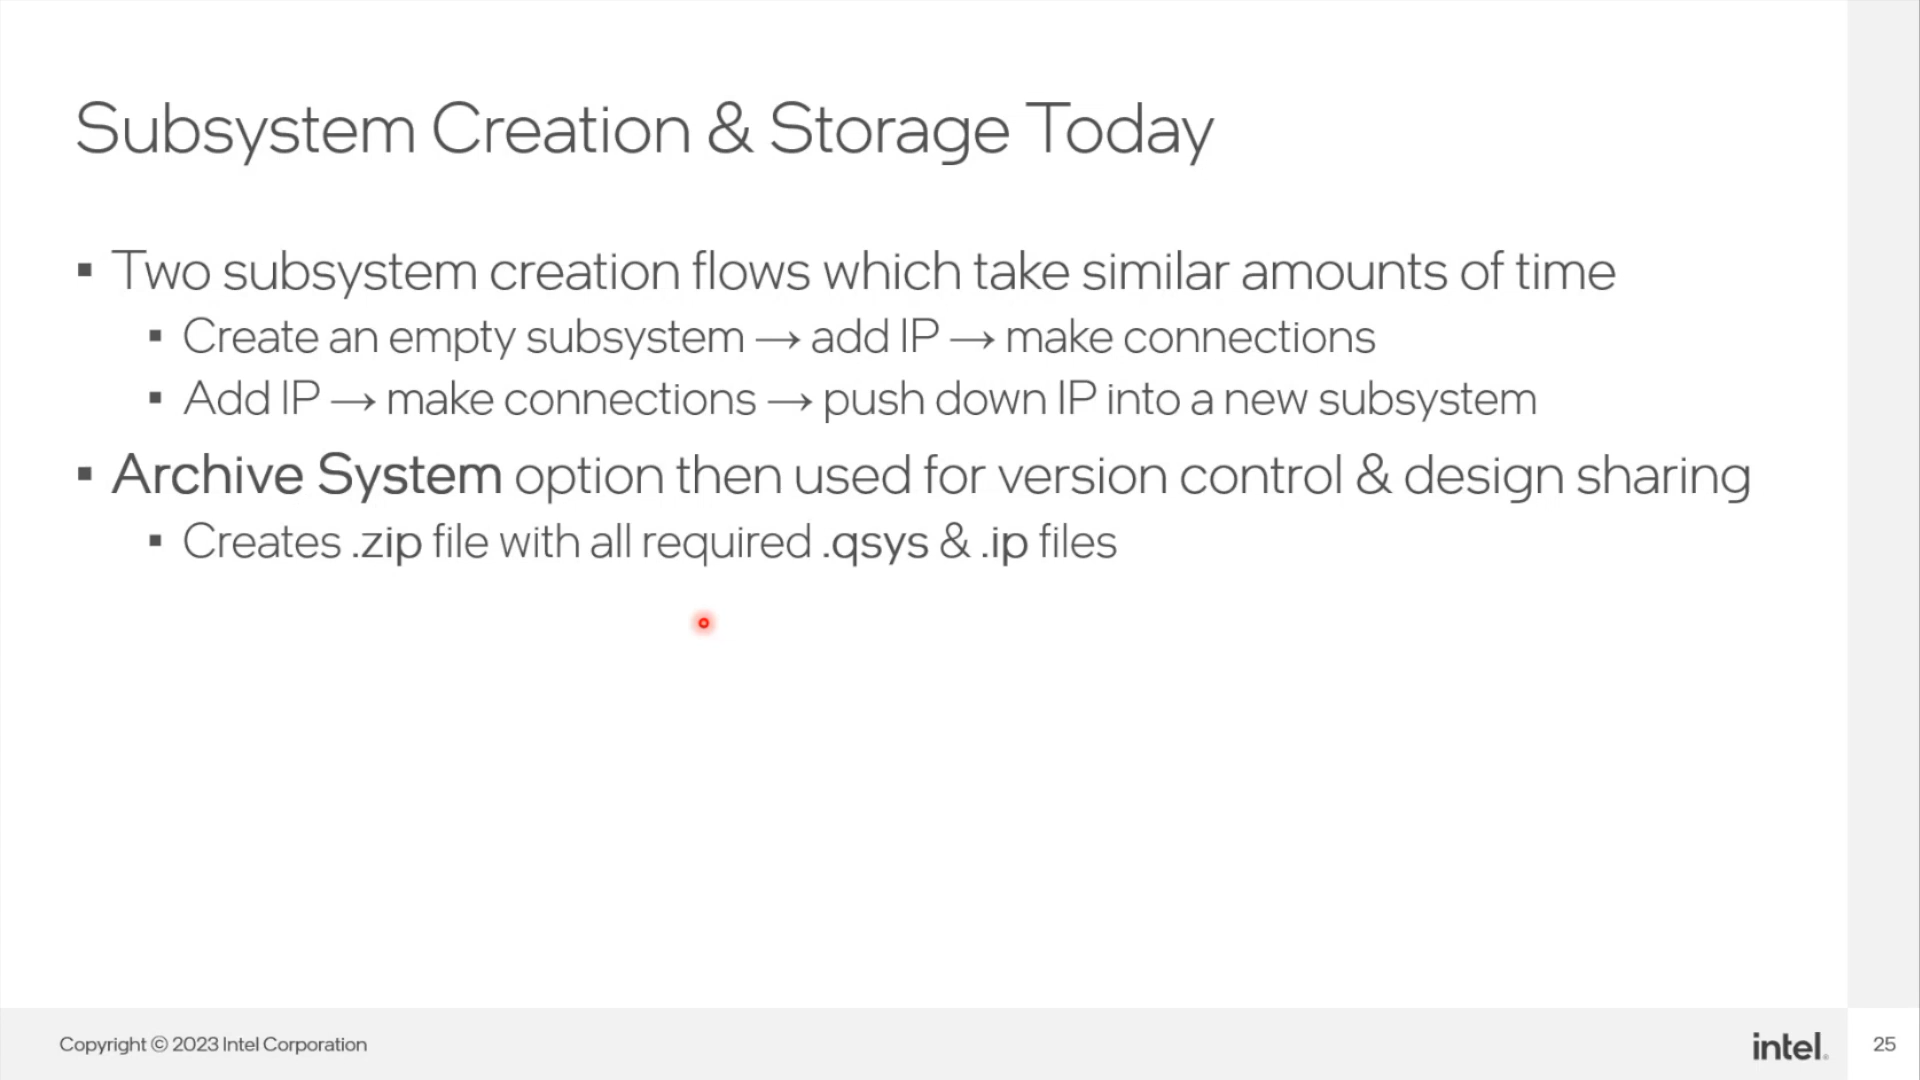 Subsystem Creation & Storage Today
▪ Two subsystem creation flows which take similar amounts of time
▪ Create an empty subsystem → add IP → make connections
▪ Add IP → make connections → push down IP into a new subsystem
▪ Archive System option then used for version control & design sharing
▪ Creates .zip file with all required .qsys & .ip files
Copyright © 2023 Intel Corporation
intel.
25